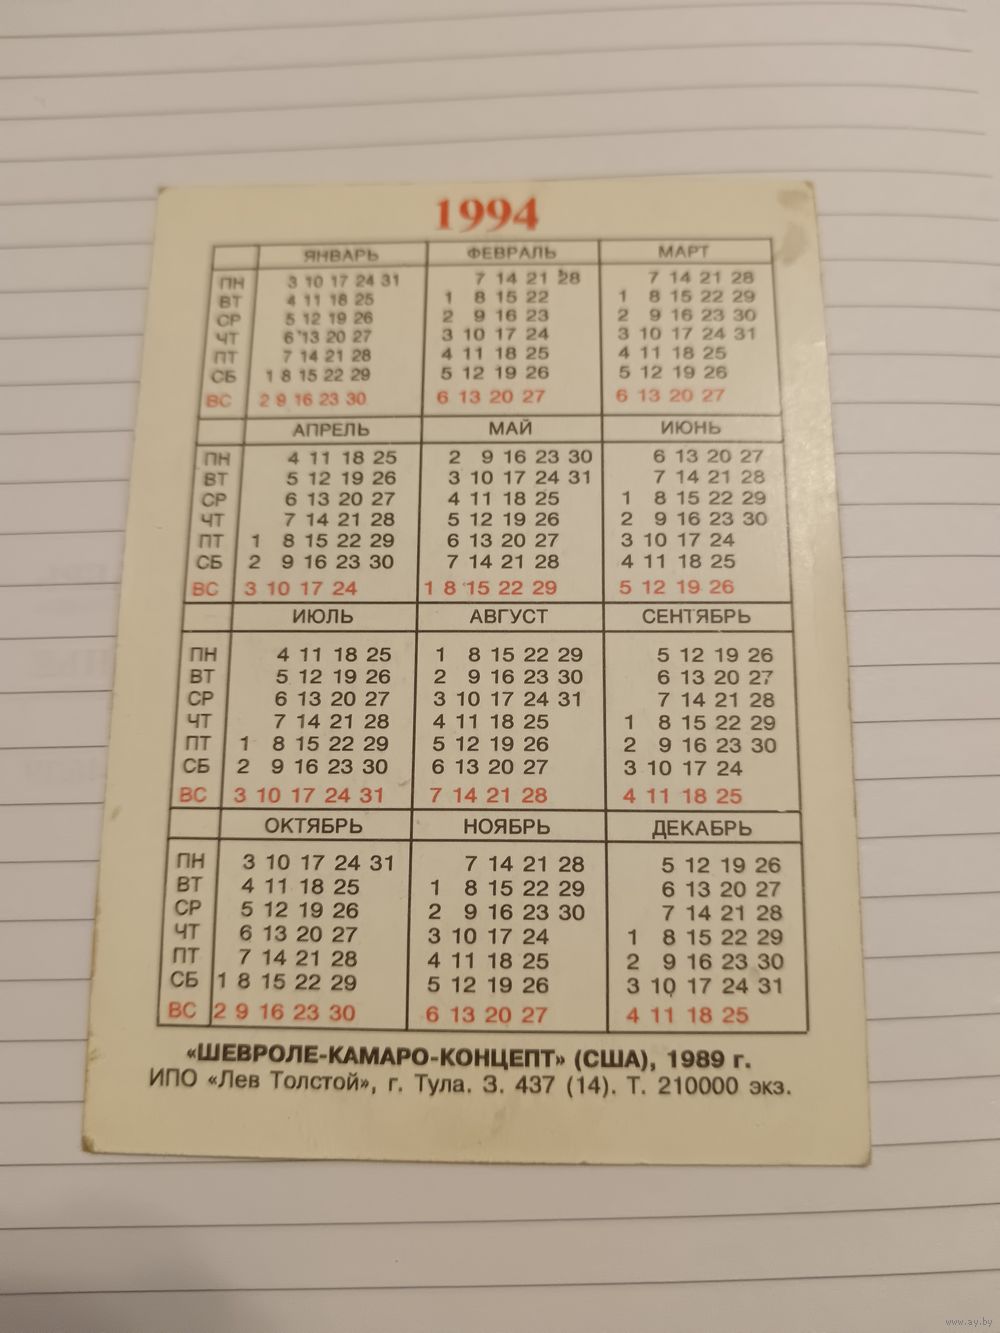 1994
ЯНВАРЬ ФЕВРАЛЬ МАРТ
ПН 3 10 17 24 31 7 14 21 28 7 14 21 28
ВТ 4 11 18 25 1 8 15 22 1 8 15 22 29
СР 5 12 19 26 2 9 16 23 2 9 16 23 30
ЧТ 6 13 20 27 3 10 17 24 3 10 17 24 31
ПТ 7 14 21 28 4 11 18 25 4 11 18 25
СБ 1 8 15 22 29 5 12 19 26 5 12 19 26
ВС 2 9 16 23 30 6 13 20 27 6 13 20 27
АПРЕЛЬ МАЙ ИЮНЬ
ПН 4 11 18 25 2 9 16 23 30 6 13 20 27
ВТ 5 12 19 26 3 10 17 24 31 7 14 21 28
СР 6 13 20 27 4 11 18 25 1 8 15 22 29
ЧТ 7 14 21 28 5 12 19 26 2 9 16 23 30
ПТ 1 8 15 22 29 6 13 20 27 3 10 17 24
СБ 2 9 16 23 30 7 14 21 28 4 11 18 25
ВС 3 10 17 24 1 8 15 22 29 5 12 19 26
ИЮЛЬ АВГУСТ СЕНТЯБРЬ
ПН 4 11 18 25 1 8 15 22 29 5 12 19 26
ВТ 5 12 19 26 2 9 16 23 30 6 13 20 27
СР 6 13 20 27 3 10 17 24 31 7 14 21 28
ЧТ 7 14 21 28 4 11 18 25 1 8 15 22 29
ПТ 1 8 15 22 29 5 12 19 26 2 9 16 23 30
СБ 2 9 16 23 30 6 13 20 27 3 10 17 24
ВС 3 10 17 24 31 7 14 21 28 4 11 18 25
ОКТЯБРЬ НОЯБРЬ ДЕКАБРЬ
ПН 3 10 17 24 31 7 14 21 28 5 12 19 26
ВТ 4 11 18 25 1 8 15 22 29 6 13 20 27
СР 5 12 19 26 2 9 16 23 30 7 14 21 28
ЧТ 6 13 20 27 3 10 17 24 1 8 15 22 29
ПТ 7 14 21 28 4 11 18 25 2 9 16 23 30
СБ 1 8 15 22 29 5 12 19 26 3 10 17 24 31
ВС 2 9 16 23 30 6 13 20 27 4 11 18 25
«ШЕВРОЛЕ-КАМАРО-КОНЦЕПТ» (США), 1989 г.
ИПО «Лев Толстой», г. Тула. З. 437 (14). Т. 210000 экз.
www.ay.by